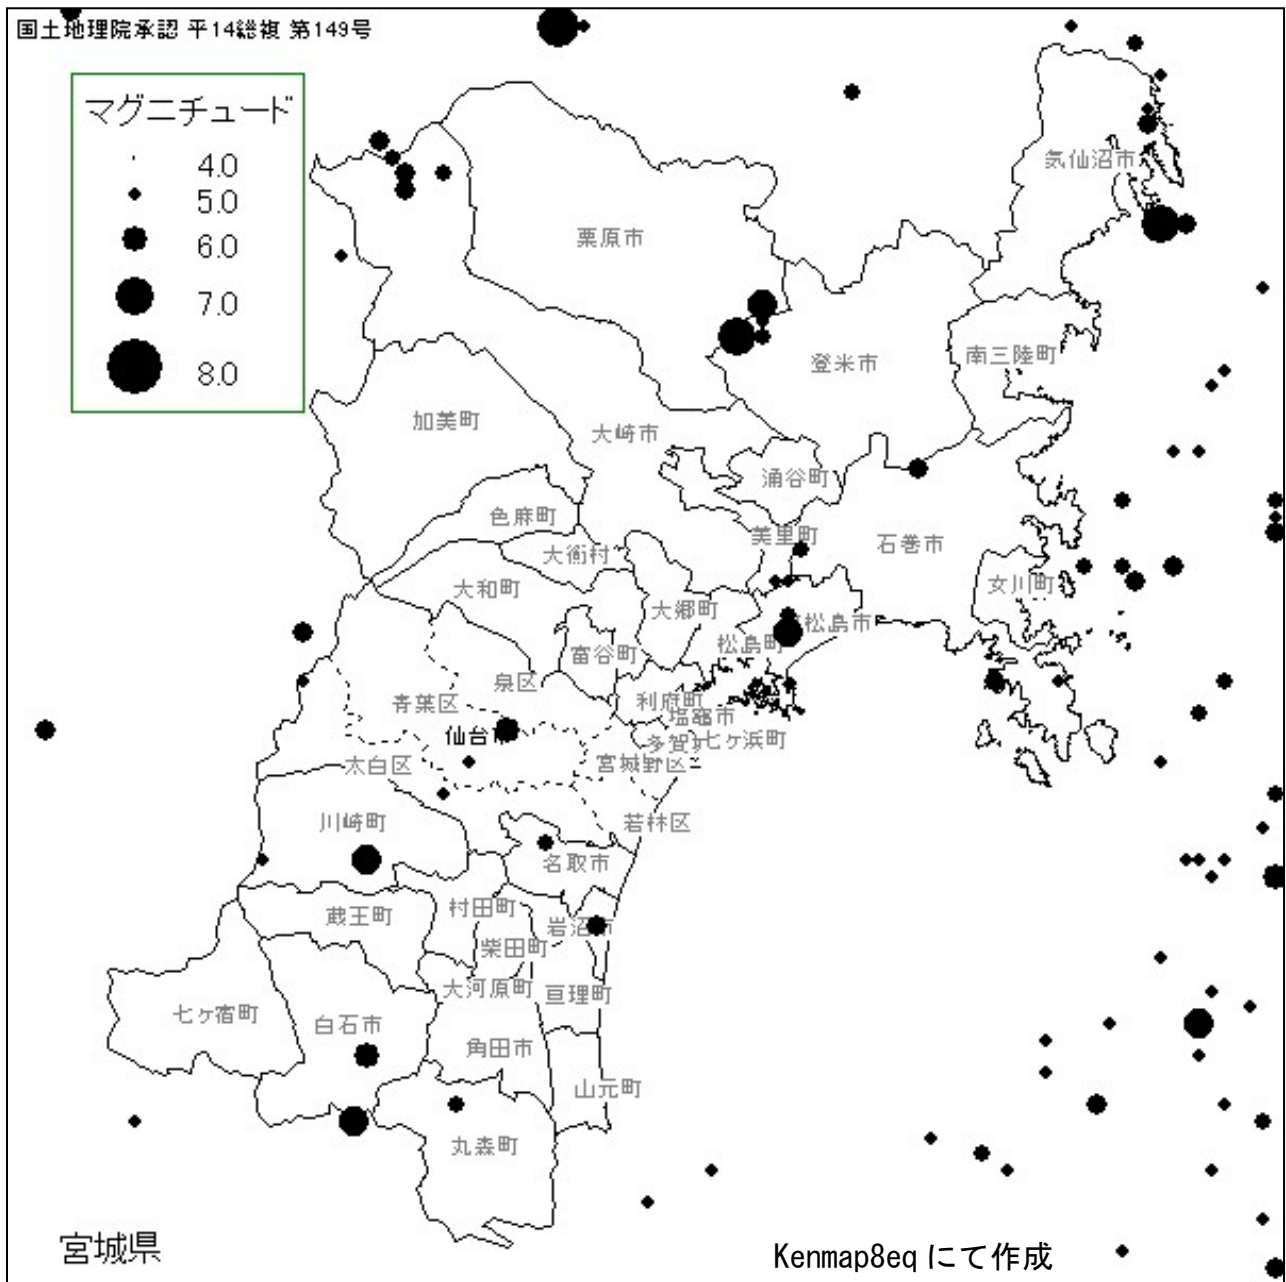 国土地理院承認 平14総複 第149号
マグニチュード
4.0
5.0
6.0
7.0
8.0
気仙沼市
栗原市
登米市
南三陸町
加美町
大崎市
涌谷町
色麻町
美里町
石巻市
大衡村
大和町
女川町
大郷町
松島市
松島町
富谷町
泉区
利府町
青葉区
塩竈市
仙台
多賀
七ヶ浜町
太白区
宮城野区
川崎町
若林区
名取市
蔵王町
村田町
岩沼市
柴田町
大河原町
亘理町
七ヶ宿町
白石市
角田市
山元町
丸森町
宮城県
Kenmap8eq にて作成